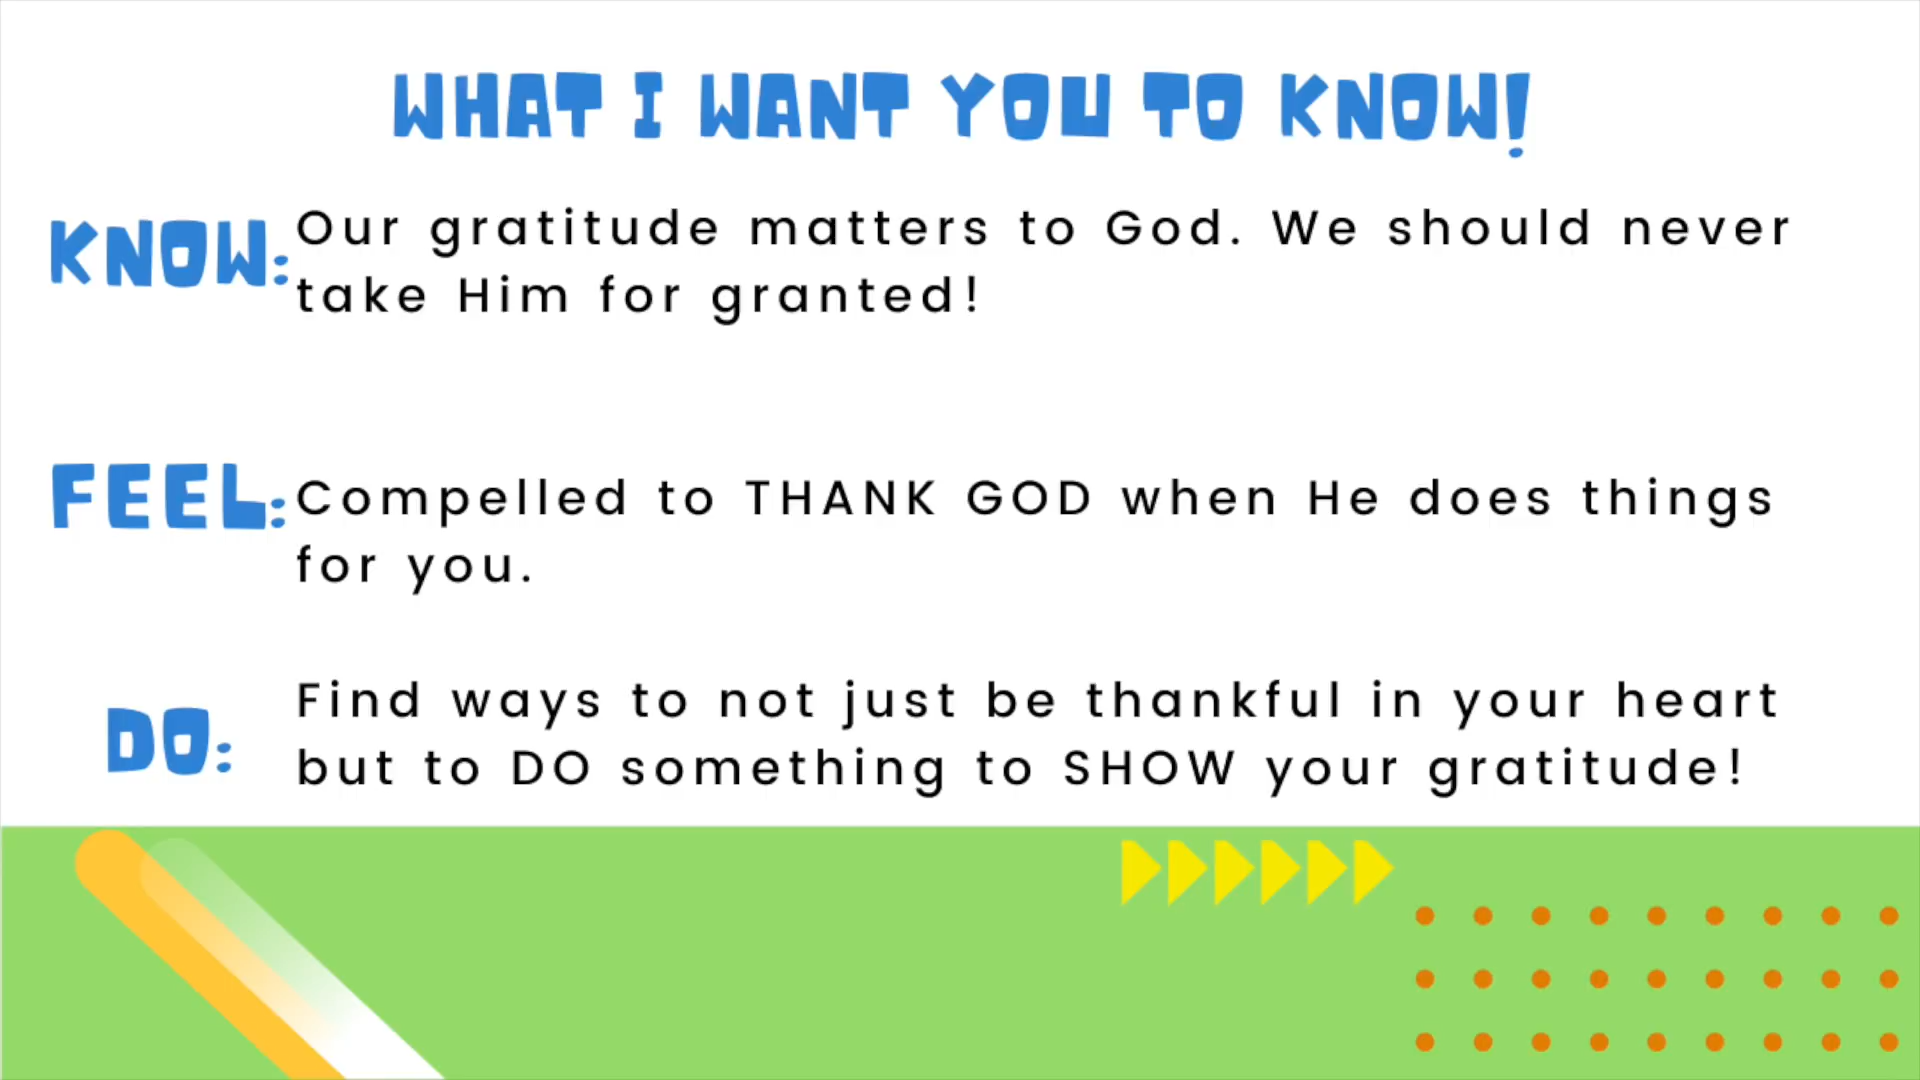 WHAT I WANT YOU TO KNOW!
KNOW: Our gratitude matters to God. We should never
take Him for granted!
FEEL: Compelled to THANK GOD when He does things
for you.
DO: Find ways to not just be thankful in your heart
but to DO something to SHOW your gratitude!